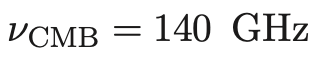 ν_CMB = 140 GHz